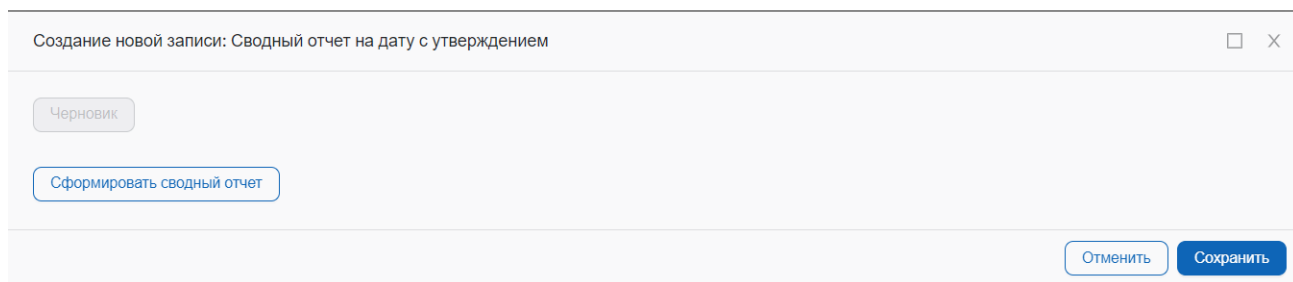 Создание новой записи: Сводный отчет на дату с утверждением
Черновик
Сформировать сводный отчет
Отменить Сохранить